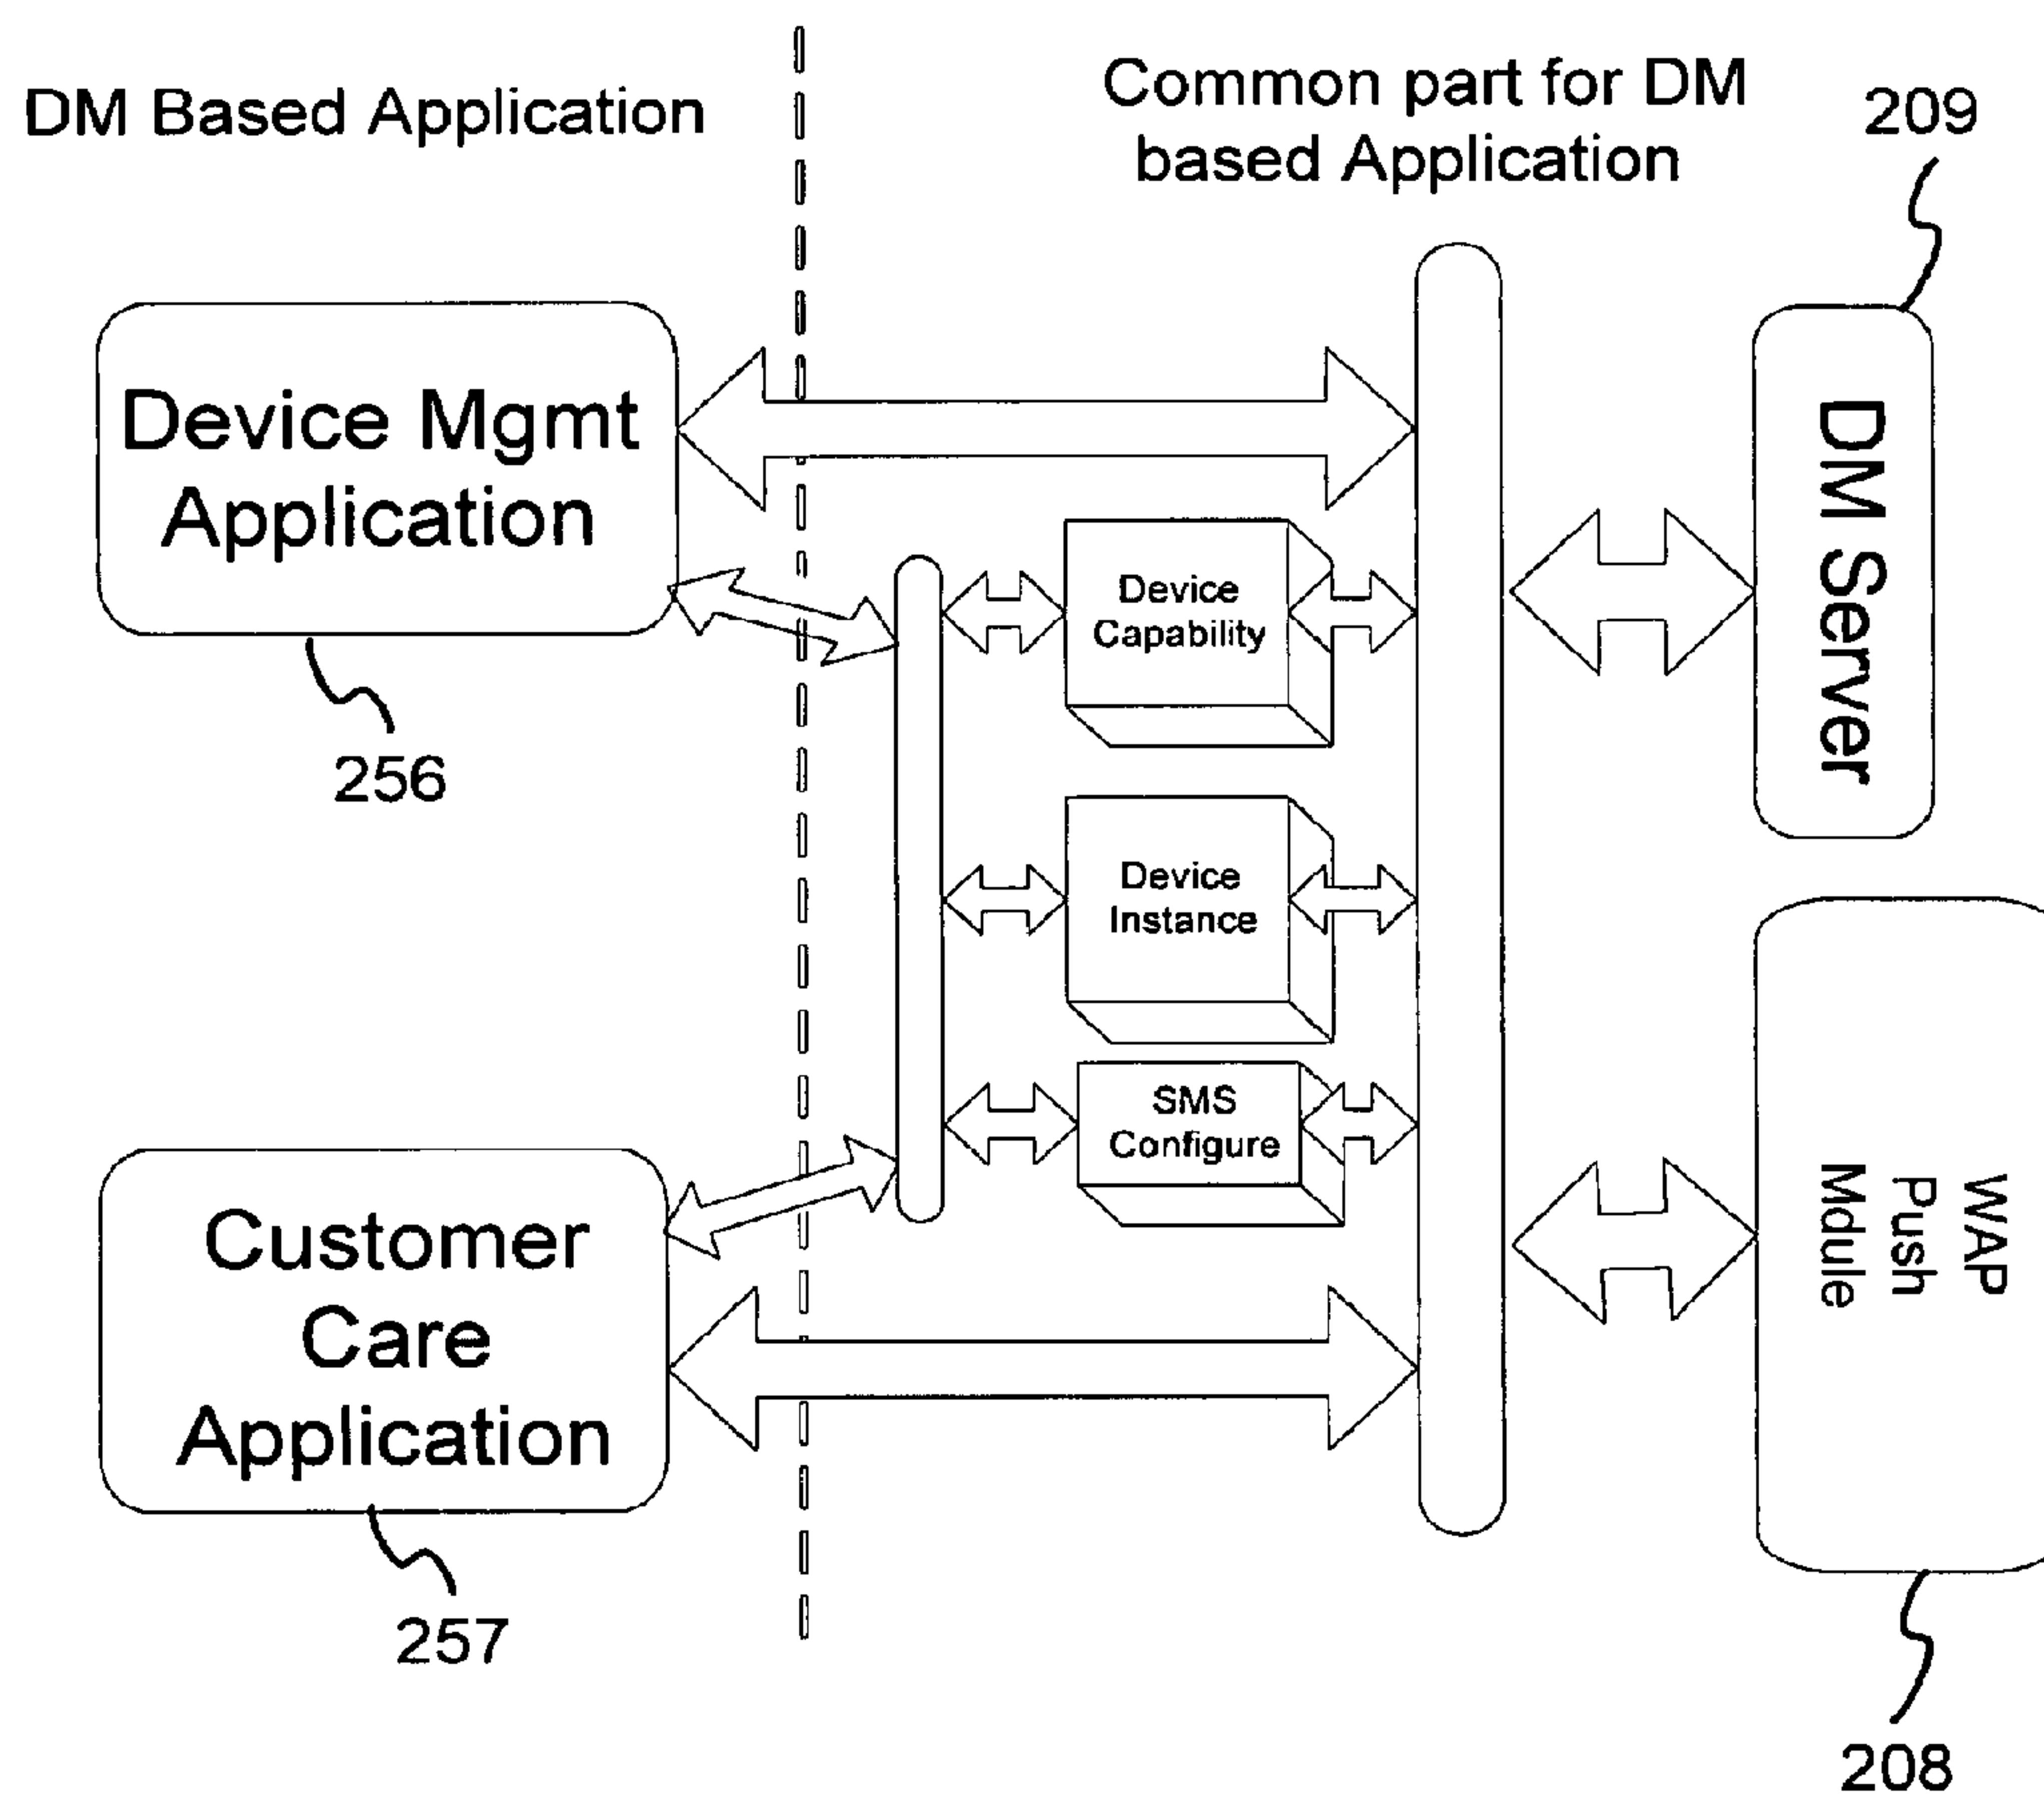 DM Based Application
Common part for DM
based Application
209
Device Mgmt
Application
256
DM Server
Device
Capability
Device
Instance
SMS
Configure
Customer
Care
Application
257
WAP
Push
Mdule
208